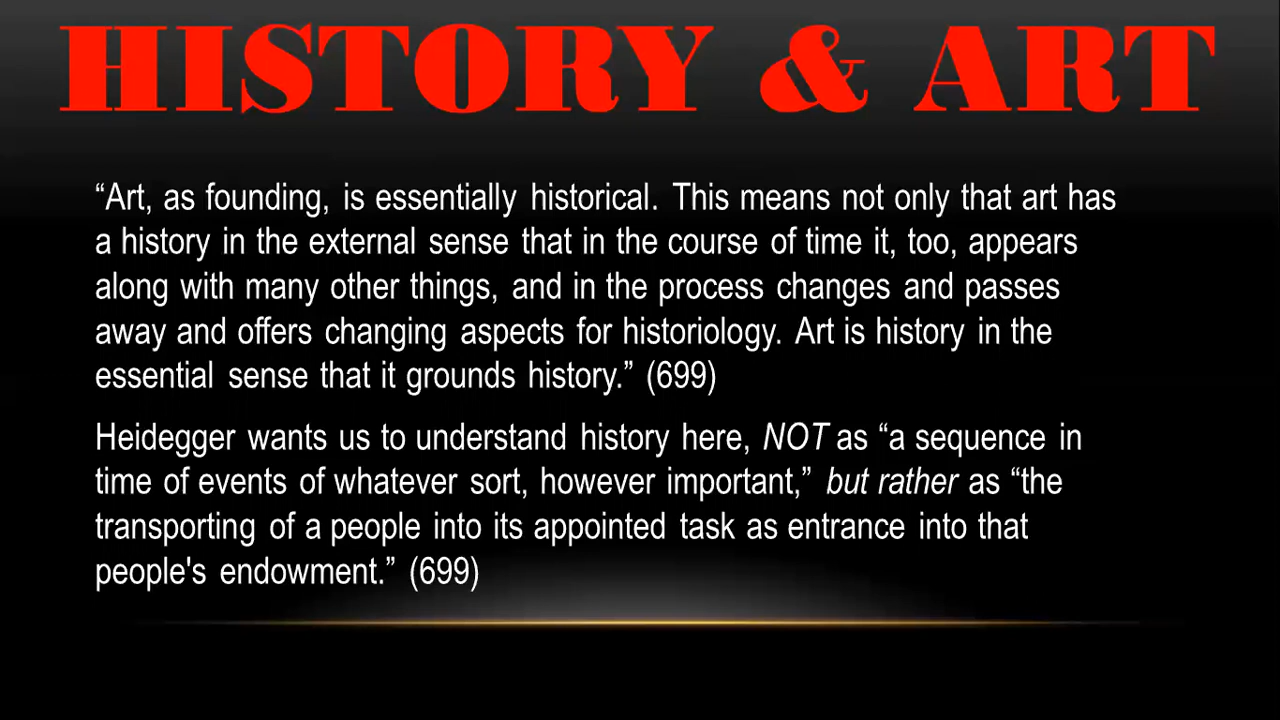 HISTORY & ART
“Art, as founding, is essentially historical. This means not only that art has
a history in the external sense that in the course of time it, too, appears
along with many other things, and in the process changes and passes
away and offers changing aspects for historiology. Art is history in the
essential sense that it grounds history.” (699)
Heidegger wants us to understand history here, NOT as “a sequence in
time of events of whatever sort, however important,” but rather as “the
transporting of a people into its appointed task as entrance into that
people's endowment.” (699)